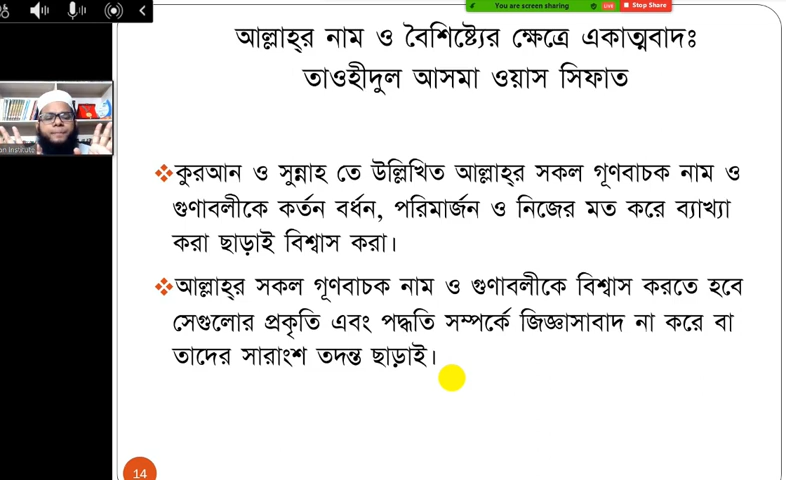 You are screen sharing
LIVE
Stop Share
আল্লাহ্‌র নাম ও বৈশিষ্ট্যের ক্ষেত্রে একাত্মবাদঃ
তাওহীদুল আসমা ওয়াস সিফাত
কুরআন ও সুন্নাহ তে উল্লিখিত আল্লাহ্‌র সকল গূণবাচক নাম ও
গুণাবলীকে কর্তন বর্ধন, পরিমার্জন ও নিজের মত করে ব্যাখ্যা
করা ছাড়াই বিশ্বাস করা।
আল্লাহ্‌র সকল গূণবাচক নাম ও গুণাবলীকে বিশ্বাস করতে হবে
সেগুলোর প্রকৃতি এবং পদ্ধতি সম্পর্কে জিজ্ঞাসাবাদ না করে বা
তাদের সারাংশ তদন্ত ছাড়াই।
14